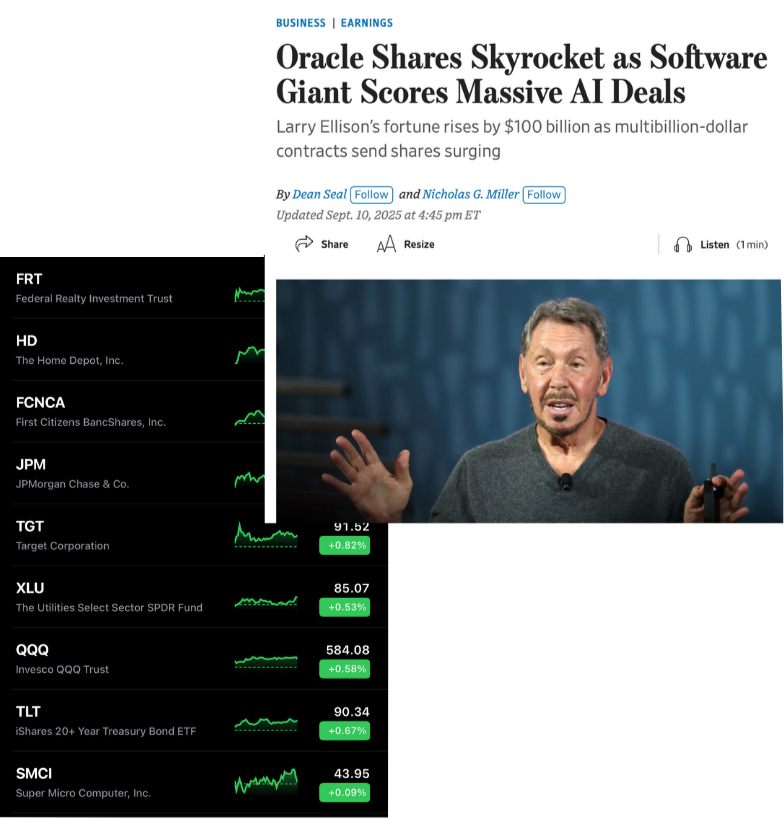 BUSINESS | EARNINGS
Oracle Shares Skyrocket as Software
Giant Scores Massive AI Deals
Larry Ellison's fortune rises by $100 billion as multibillion-dollar
contracts send shares surging
By Dean Seal Follow and Nicholas G. Miller Follow
Updated Sept. 10, 2025 at 4:45 pm ET
Share AA Resize Listen (1 min)
FRT
Federal Realty Investment Trust
HD
The Home Depot, Inc.
FCNCA
First Citizens BancShares, Inc.
JPM
JPMorgan Chase & Co.
TGT 91.52
Target Corporation +0.82%
XLU 85.07
The Utilities Select Sector SPDR Fund +0.53%
QQQ 584.08
Invesco QQQ Trust +0.58%
TLT 90.34
iShares 20+ Year Treasury Bond ETF +0.67%
SMCI 43.95
Super Micro Computer, Inc. +0.09%